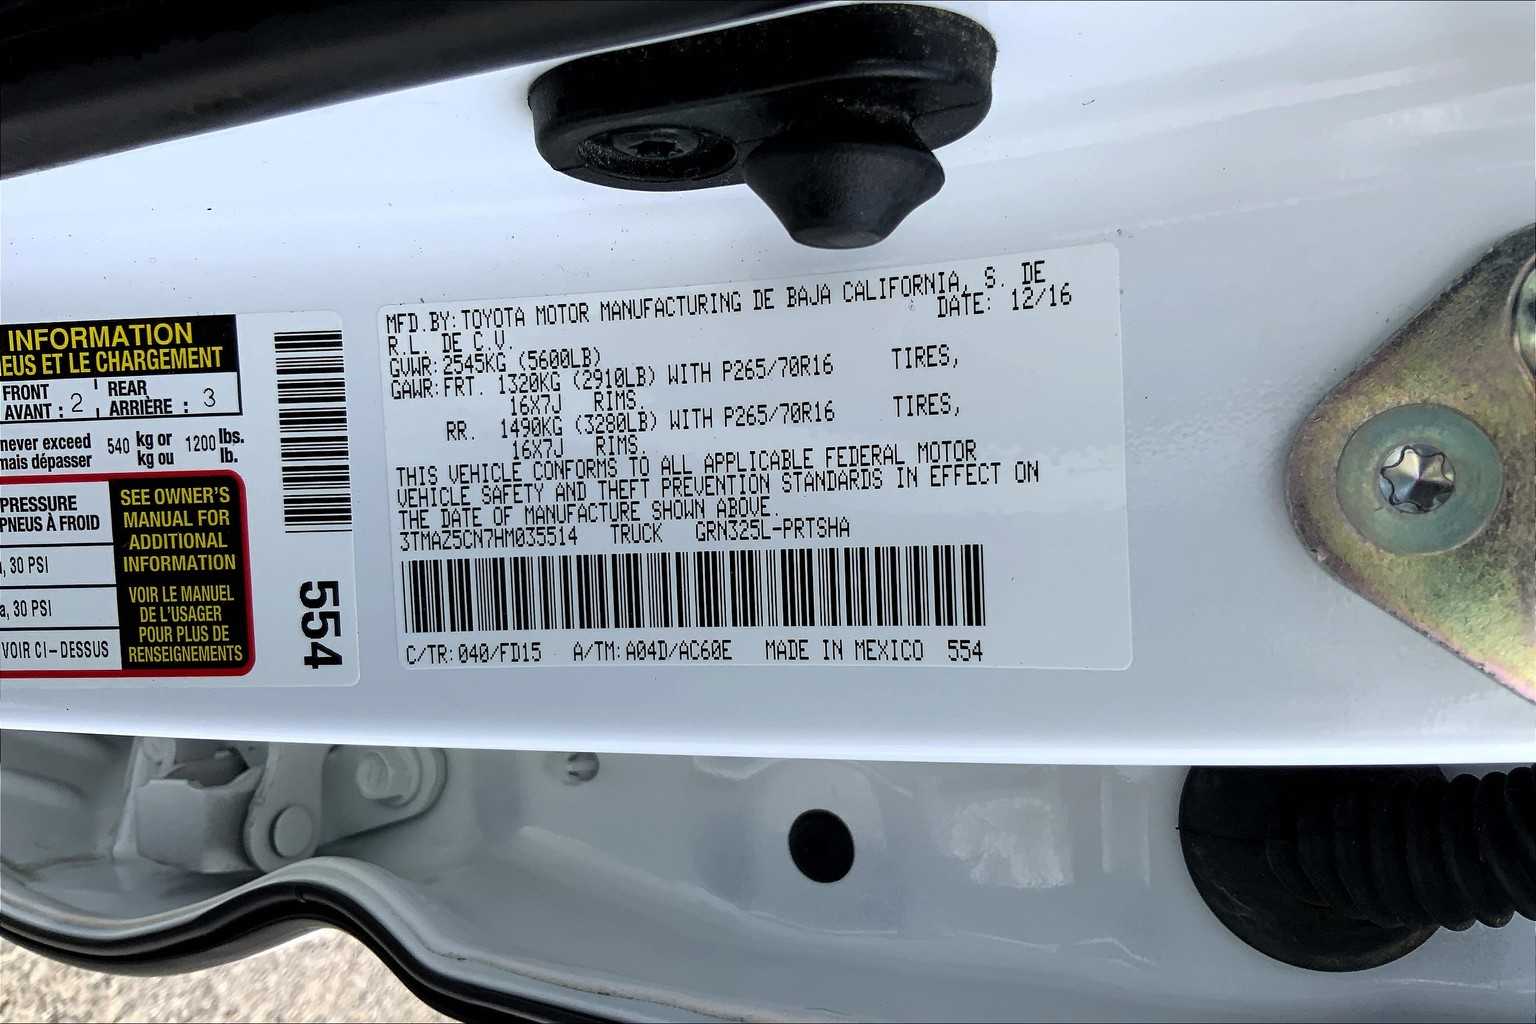 INFORMATION
NEUS ET LE CHARGEMENT
FRONT
AVANT : 2
REAR
ARRIÈRE : 3
never exceed 540 kg or 1200 lbs.
mais dépasser kg ou lb.
PRESSURE
PNEUS À FROID
, 30 PSI
a, 30 PSI
VOIR CI-DESSUS
SEE OWNER'S
MANUAL FOR
ADDITIONAL
INFORMATION
VOIR LE MANUEL
DE L'USAGER
POUR PLUS DE
RENSEIGNEMENTS
554
MFD.BY:TOYOTA MOTOR MANUFACTURING DE BAJA CALIFORNIA, S. DE
R.L. DE C.V. DATE: 12/16
GVWR:2545KG (5600LB)
GAWR:FRT. 1320KG (2910LB) WITH P265/70R16 TIRES,
16X7J RIMS,
RR. 1490KG (3280LB) WITH P265/70R16 TIRES,
16X7J RIMS.
THIS VEHICLE CONFORMS TO ALL APPLICABLE FEDERAL MOTOR
VEHICLE SAFETY AND THEFT PREVENTION STANDARDS IN EFFECT ON
THE DATE OF MANUFACTURE SHOWN ABOVE.
3TMAZ5CN7HM035514 TRUCK GRN325L-PRTSHA
C/TR:040/FD15 A/TM:A04D/AC60E MADE IN MEXICO 554